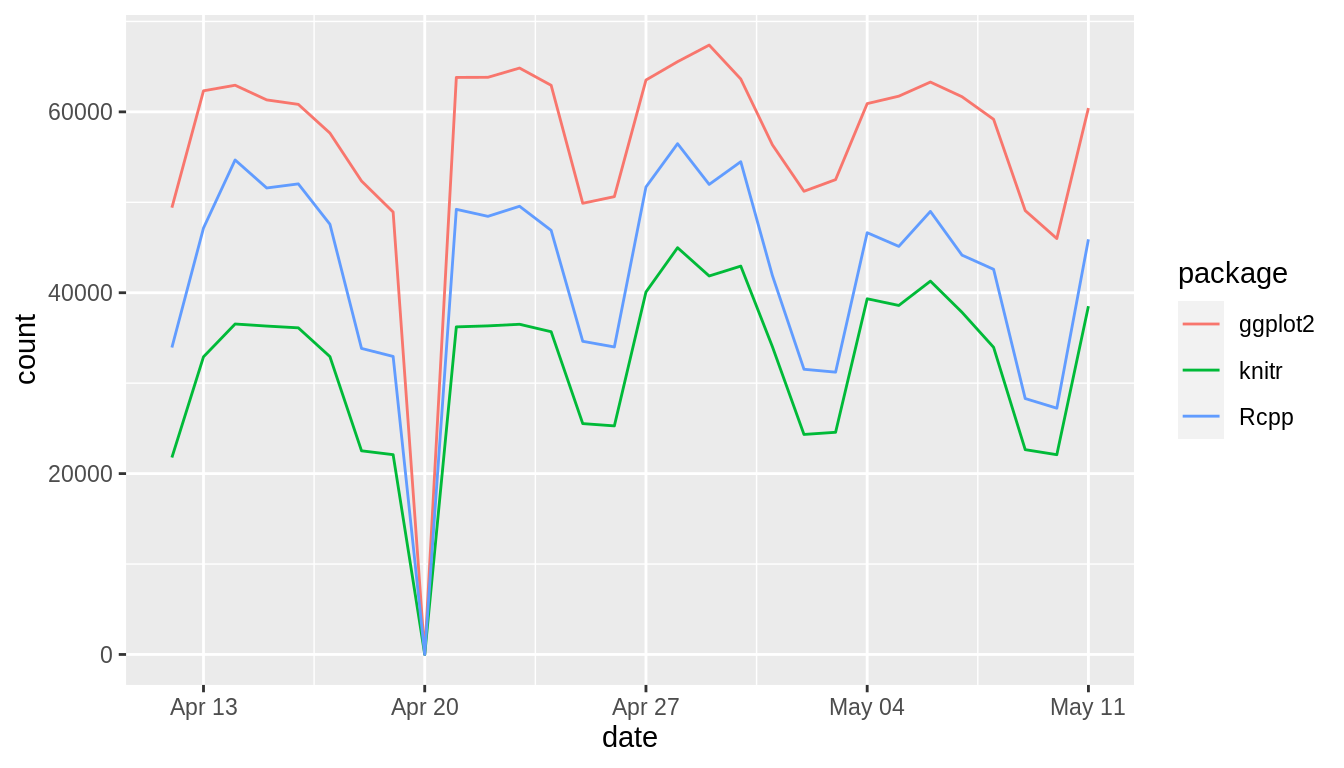 60000
40000
20000
0
count
Apr 13
Apr 20
Apr 27
May 04
May 11
date
package
ggplot2
knitr
Rcpp